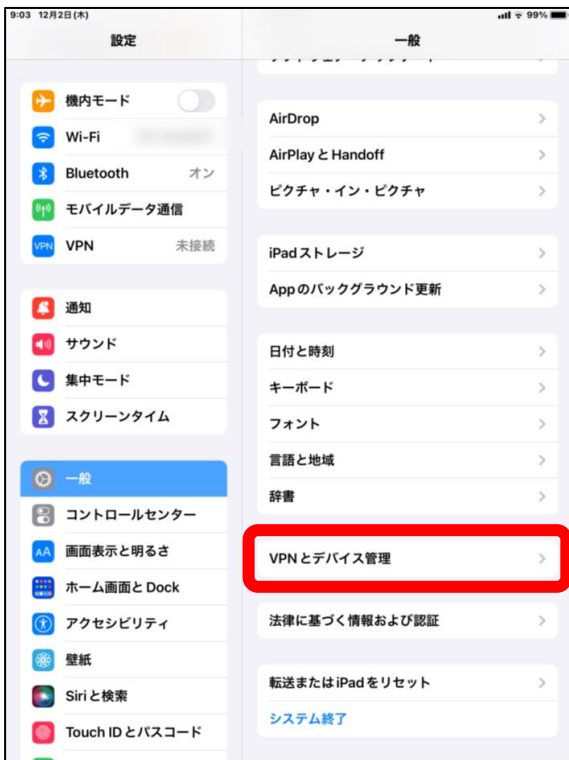 9:03 12月2日(木)
99%
設定
一般
機内モード
Wi-Fi
Bluetooth オン
モバイルデータ通信
VPN VPN 未接続
通知
サウンド
集中モード
スクリーンタイム
一般
コントロールセンター
AA 画面表示と明るさ
ホーム画面と Dock
アクセシビリティ
壁紙
Siriと検索
Touch IDとパスコード
AirDrop
AirPlayとHandoff
ピクチャ・イン・ピクチャ
iPadストレージ
Appのバックグラウンド更新
日付と時刻
キーボード
フォント
言語と地域
辞書
VPNとデバイス管理
法律に基づく情報および認証
転送またはiPadをリセット
システム終了